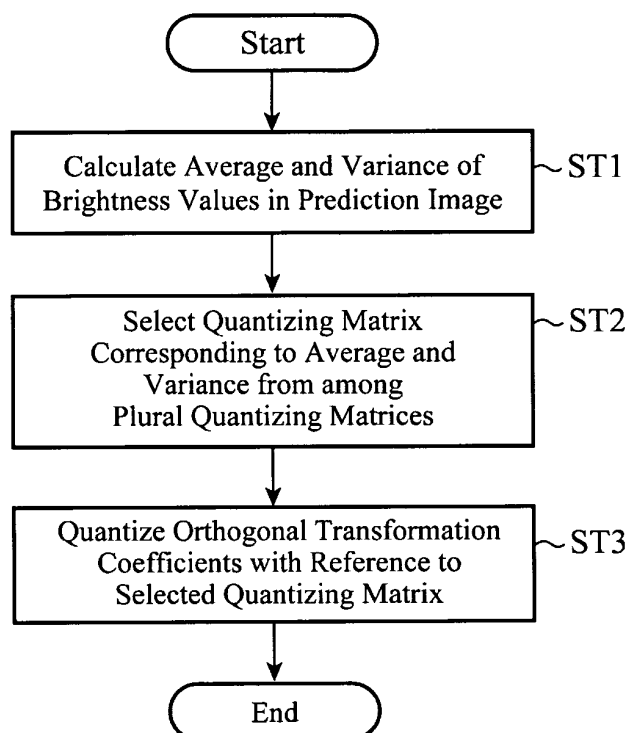 Start
Calculate Average and Variance of
Brightness Values in Prediction Image
ST1
Select Quantizing Matrix
Corresponding to Average and
Variance from among
Plural Quantizing Matrices
ST2
Quantize Orthogonal Transformation
Coefficients with Reference to
Selected Quantizing Matrix
ST3
End